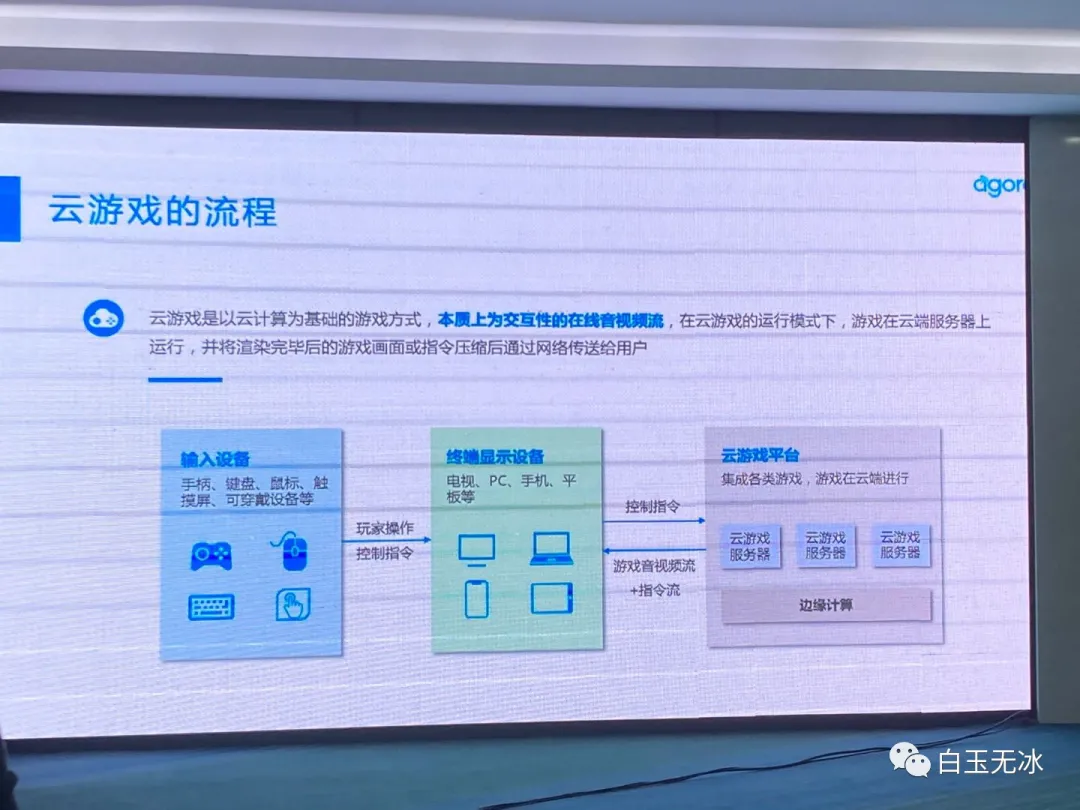 agor
云游戏的流程
云游戏是以云计算为基础的游戏方式，本质上为交互性的在线音视频流，在云游戏的运行模式下，游戏在云端服务器上
运行，并将渲染完毕后的游戏画面或指令压缩后通过网络传送给用户
输入设备
手柄、键盘、鼠标、触
摸屏、可穿戴设备等
玩家操作
控制指令
终端显示设备
电视、PC、手机、平
板等
控制指令
游戏音视频流
+指令流
云游戏平台
集成各类游戏，游戏在云端进行
云游戏
服务器
云游戏
服务器
云游戏
服务器
边缘计算
白玉无冰